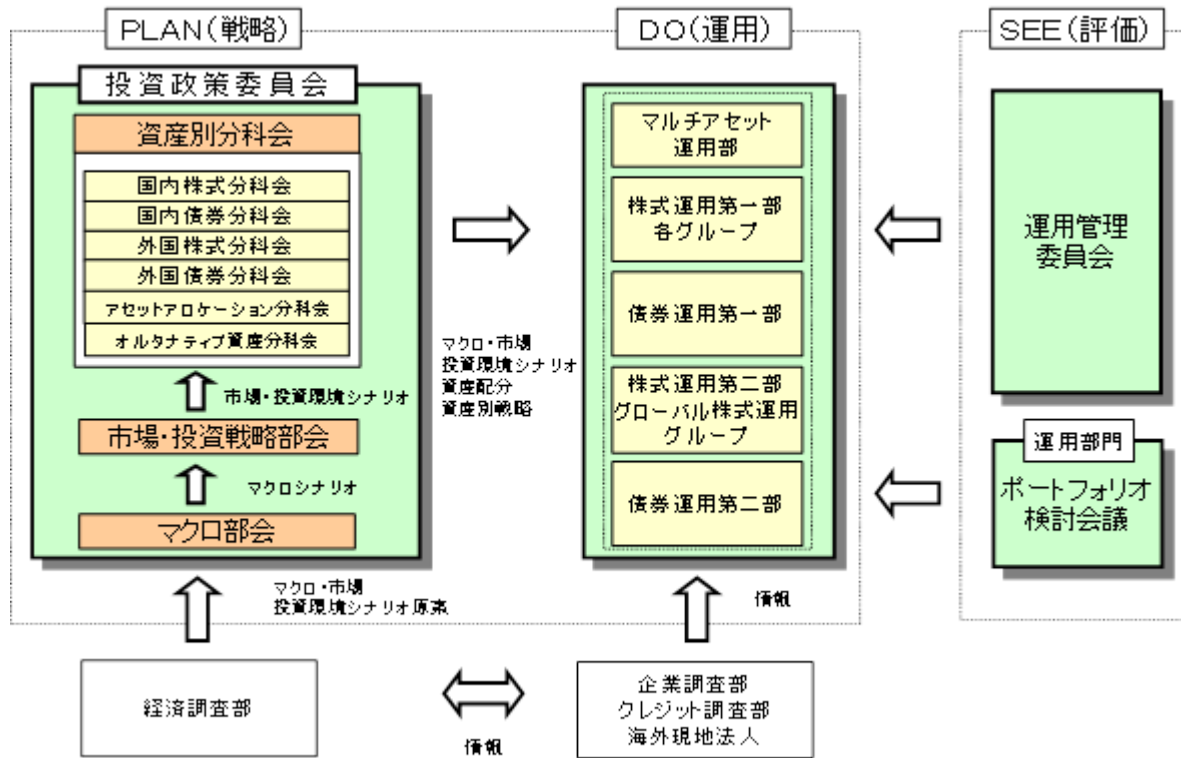 PLAN(戦略)
投資政策委員会
資産別分科会
国内株式分科会
国内債券分科会
外国株式分科会
外国債券分科会
アセットアロケーション分科会
オルタナティブ資産分科会
市場・投資環境シナリオ
市場・投資戦略部会
マクロシナリオ
マクロ部会
マクロ・市場
投資環境シナリオ原案
経済調査部
マクロ・市場
投資環境シナリオ
資産配分
資産別戦略
DO(運用)
マルチアセット
運用部
株式運用第一部
各グループ
債券運用第一部
株式運用第二部
グローバル株式運用
グループ
債券運用第二部
情報
企業調査部
クレジット調査部
海外現地法人
情報
SEE(評価)
運用管理
委員会
運用部門
ポートフォリオ
検討会議